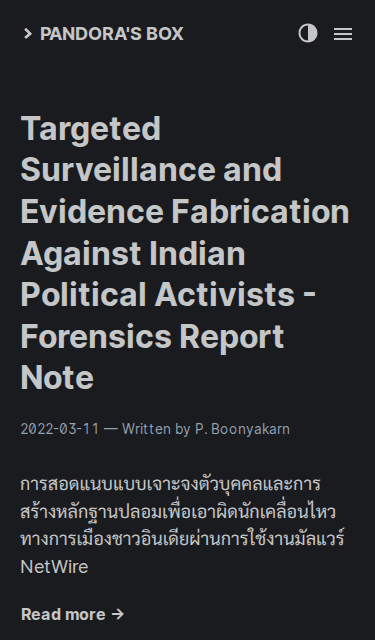 PANDORA'S BOX
Targeted
Surveillance and
Evidence Fabrication
Against Indian
Political Activists -
Forensics Report
Note
2022-03-11 — Written by P. Boonyakarn
การสอดแนบแบบเจาะจงตัวบุคคลและการ
สร้างหลักฐานปลอมเพื่อเอาผิดนักเคลื่อนไหว
ทางการเมืองชาวอินเดียผ่านการใช้งานมัลแวร์
NetWire
Read more →